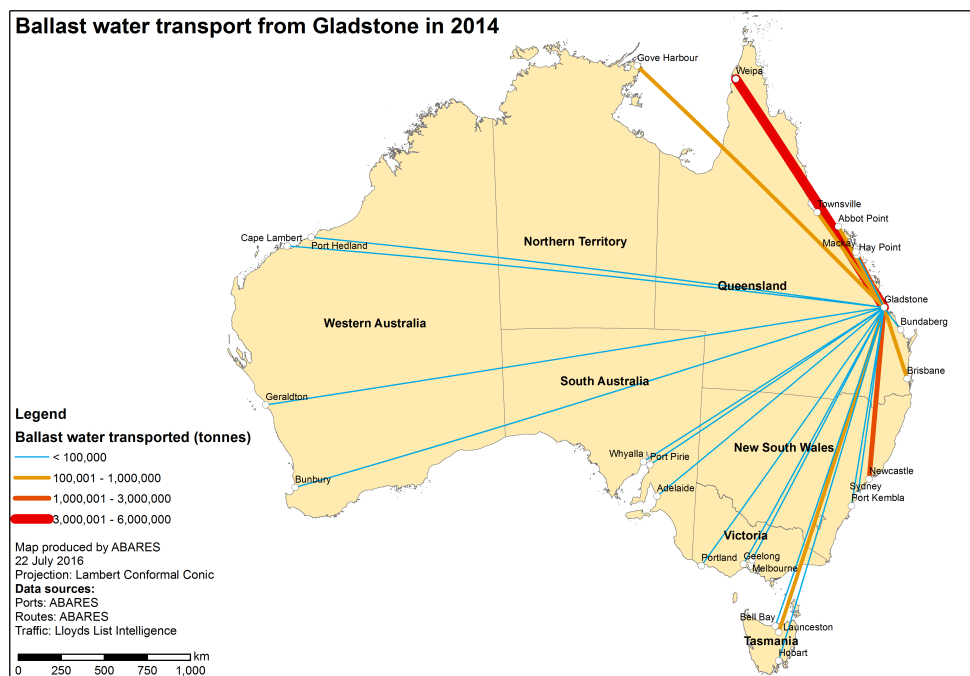 Ballast water transport from Gladstone in 2014
Gove Harbour
Weipa
Townsville
Abbot Point
Cape Lambert
Port Hedland
Northern Territory
Mackay
Hay Point
Queensland
Gladstone
Western Australia
Bundaberg
South Australia
Brisbane
Geraldton
New South Wales
Whyalla
Port Pirie
Newcastle
Bunbury
Adelaide
Sydney
Port Kembla
Victoria
Portland
Geelong
Melbourne
Bell Bay
Launceston
Tasmania
Hobart
Legend
Ballast water transported (tonnes)
< 100,000
100,001 - 1,000,000
1,000,001 - 3,000,000
3,000,001 - 6,000,000
Map produced by ABARES
22 July 2016
Projection: Lambert Conformal Conic
Data sources:
Ports: ABARES
Routes: ABARES
Traffic: Lloyds List Intelligence
km
0 250 500 750 1,000